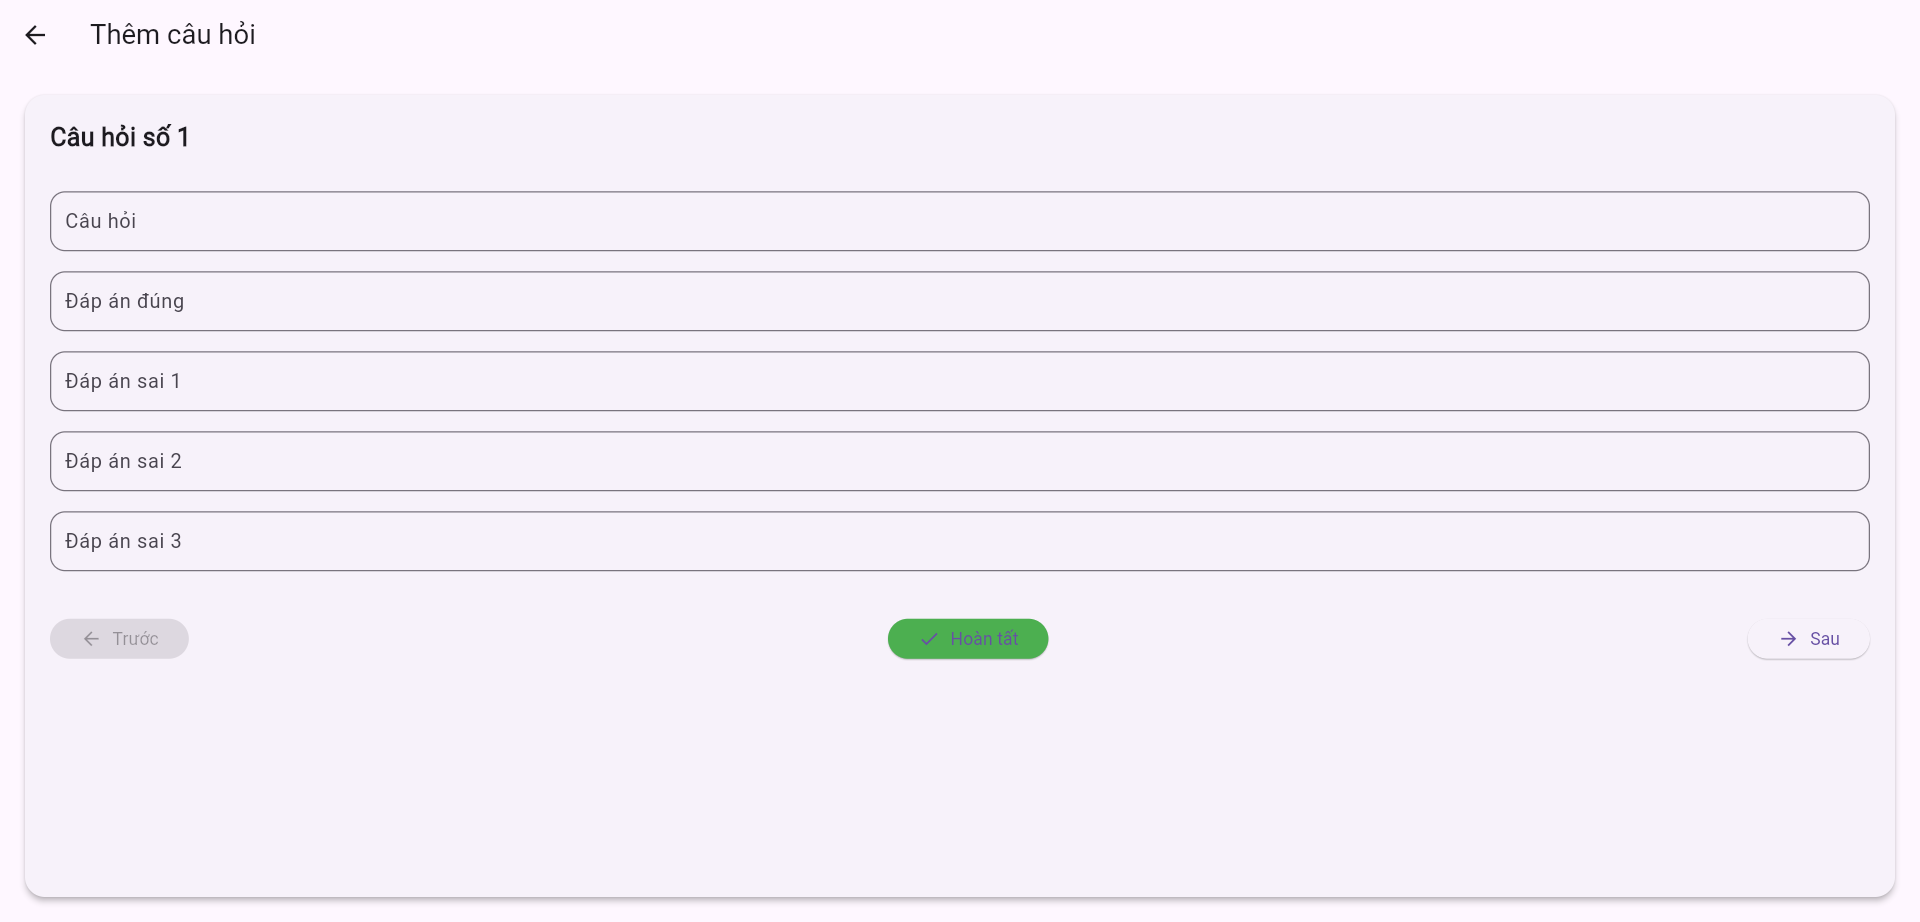 Thêm câu hỏi
Câu hỏi số 1
Câu hỏi
Đáp án đúng
Đáp án sai 1
Đáp án sai 2
Đáp án sai 3
Trước
Hoàn tất
Sau